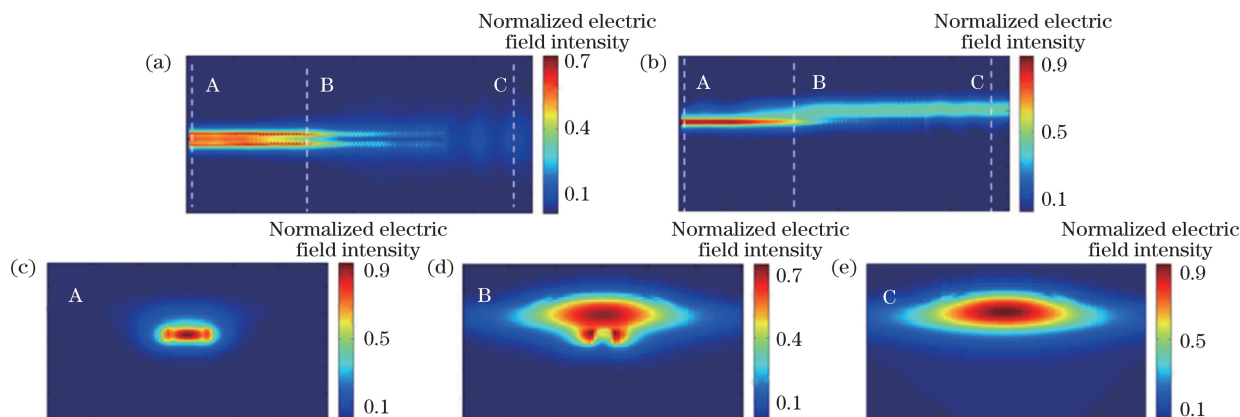 (a)
Normalized electric
field intensity
A
B
C
0.7
0.4
0.1
(b)
Normalized electric
field intensity
A
B
C
0.9
0.5
0.1
(c)
Normalized electric
field intensity
A
0.9
0.5
0.1
(d)
Normalized electric
field intensity
B
0.7
0.4
0.1
(e)
Normalized electric
field intensity
C
0.9
0.5
0.1